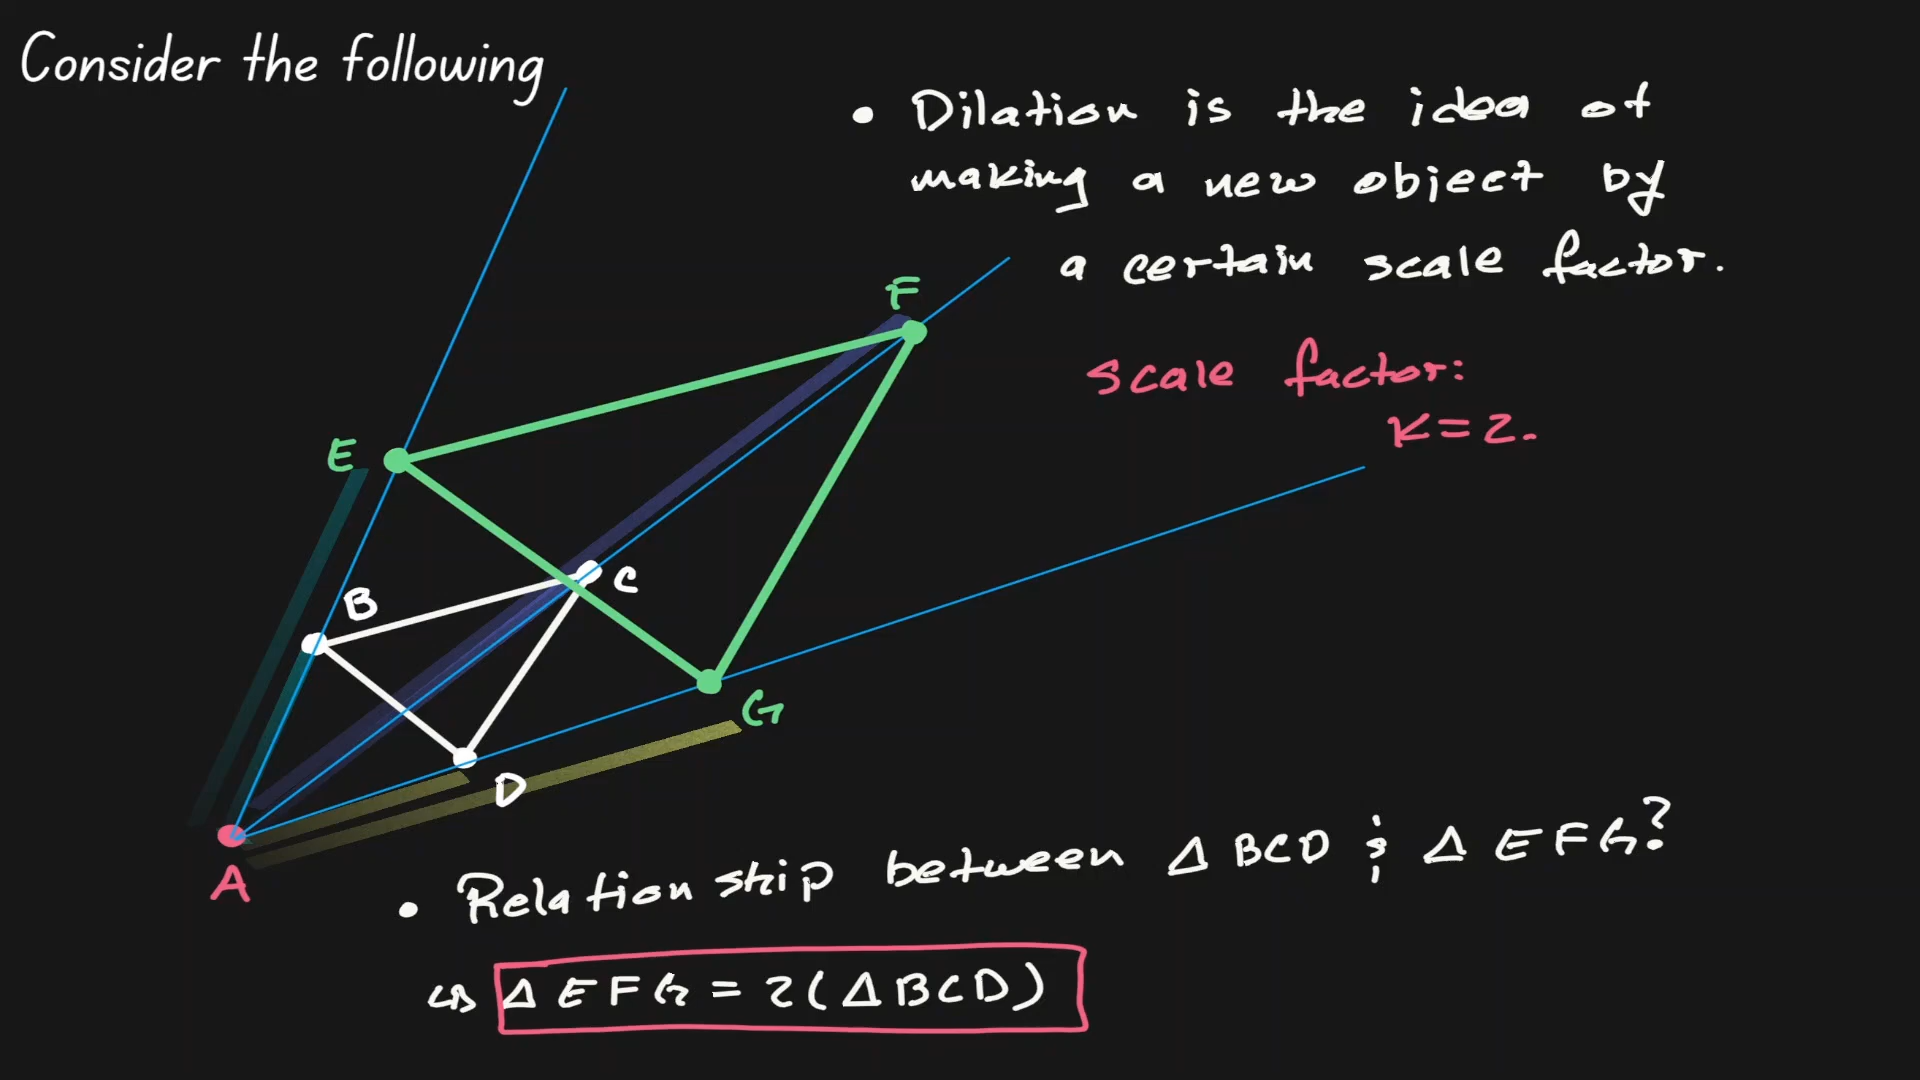 Consider the following
• Dilation is the idea of
making a new object by
a certain scale factor.
scale factor:
K=2.
F
E
B
C
G
D
A
• Relationship between Δ BCD & Δ EFG?
↳ Δ EFG = 2(ΔBCD)